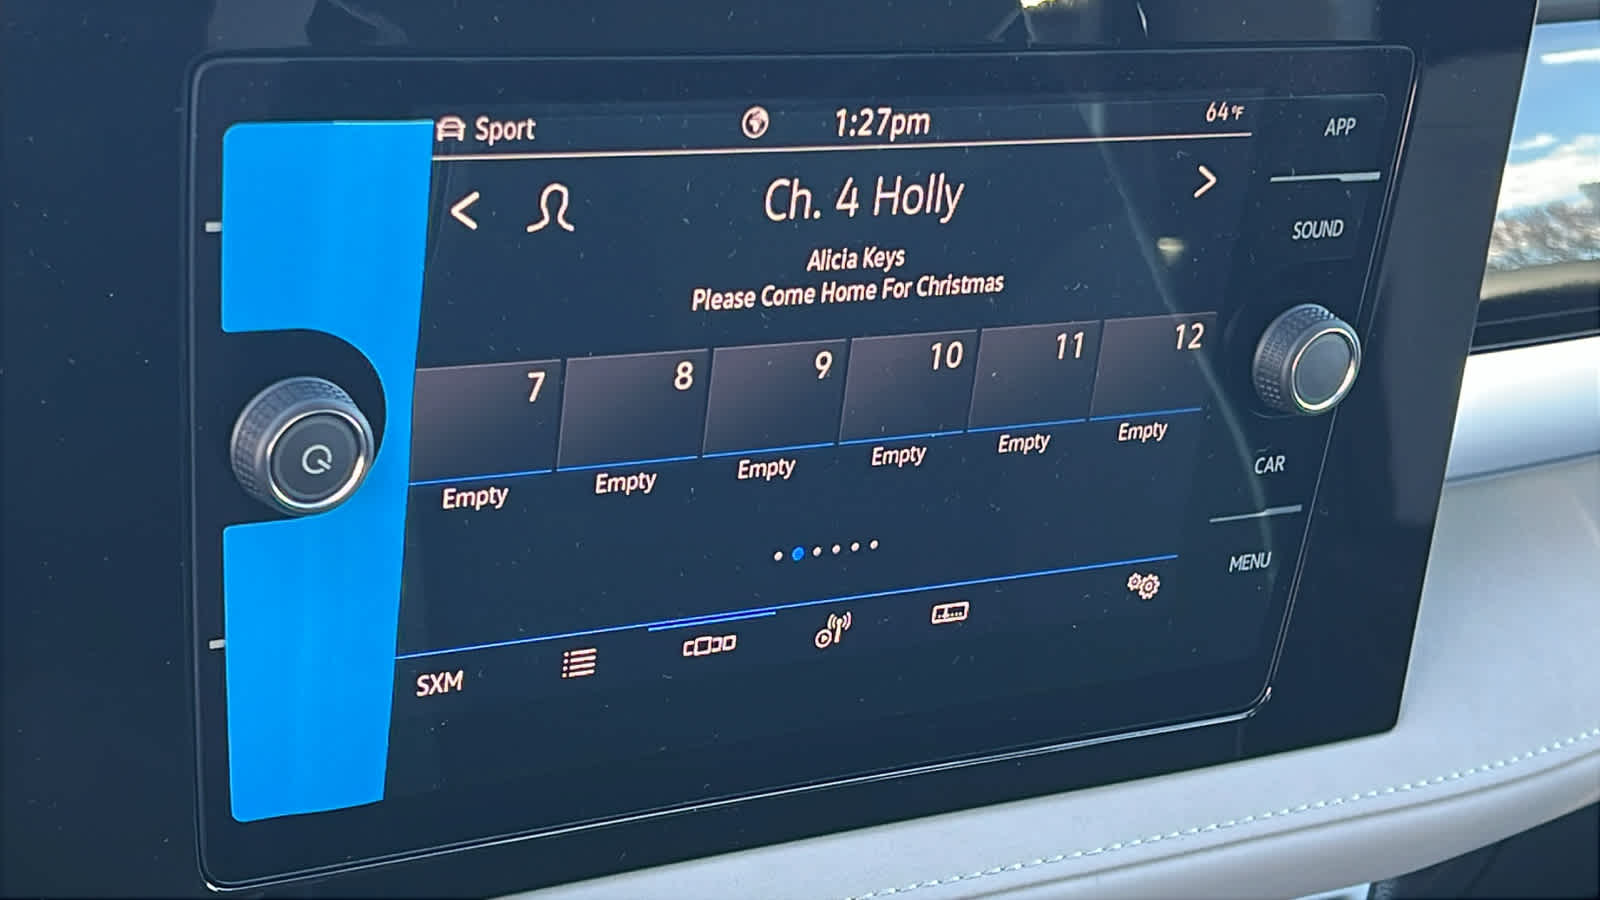 Sport 1:27pm 64°F
APP
Ch. 4 Holly
SOUND
Alicia Keys
Please Come Home For Christmas
7 8 9 10 11 12
Empty Empty Empty Empty Empty Empty
CAR
MENU
SXM